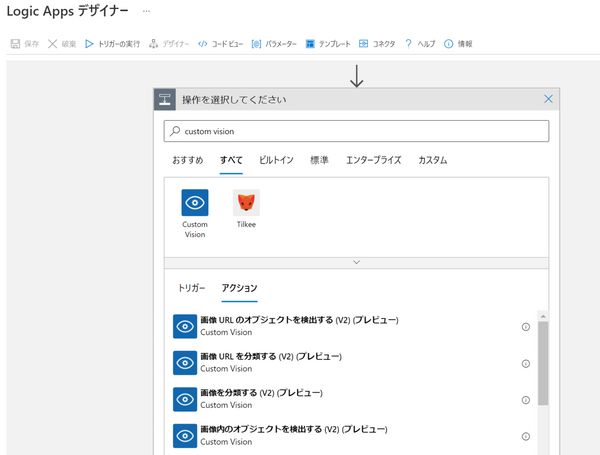 Logic Apps デザイナー ...
保存 破棄 トリガーの実行 デザイナー コード ビュー パラメーター テンプレート コネクタ ヘルプ 情報
操作を選択してください
custom vision
おすすめ すべて ビルトイン 標準 エンタープライズ カスタム
Custom Vision
Tilkee
トリガー アクション
画像 URL のオブジェクトを検出する (V2) (プレビュー)
Custom Vision
画像 URL を分類する (V2) (プレビュー)
Custom Vision
画像を分類する (V2) (プレビュー)
Custom Vision
画像内のオブジェクトを検出する (V2) (プレビュー)
Custom Vision